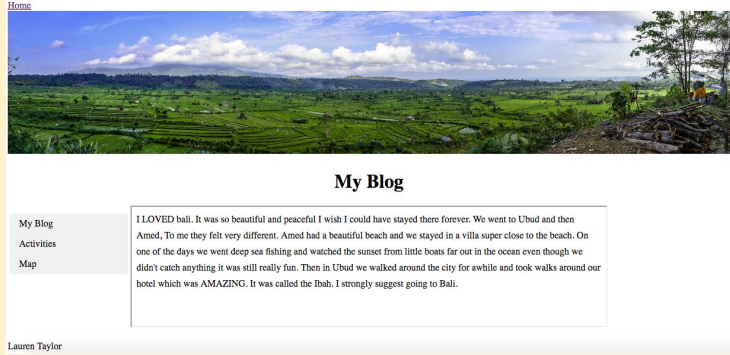 Home
My Blog
My Blog
Activities
Map
I LOVED bali. It was so beautiful and peaceful I wish I could have stayed there forever. We went to Ubud and then
Amed, To me they felt very different. Amed had a beautiful beach and we stayed in a villa super close to the beach. On
one of the days we went deep sea fishing and watched the sunset from little boats far out in the ocean even though we
didn't catch anything it was still really fun. Then in Ubud we walked around the city for awhile and took walks around our
hotel which was AMAZING. It was called the Ibah. I strongly suggest going to Bali.
Lauren Taylor